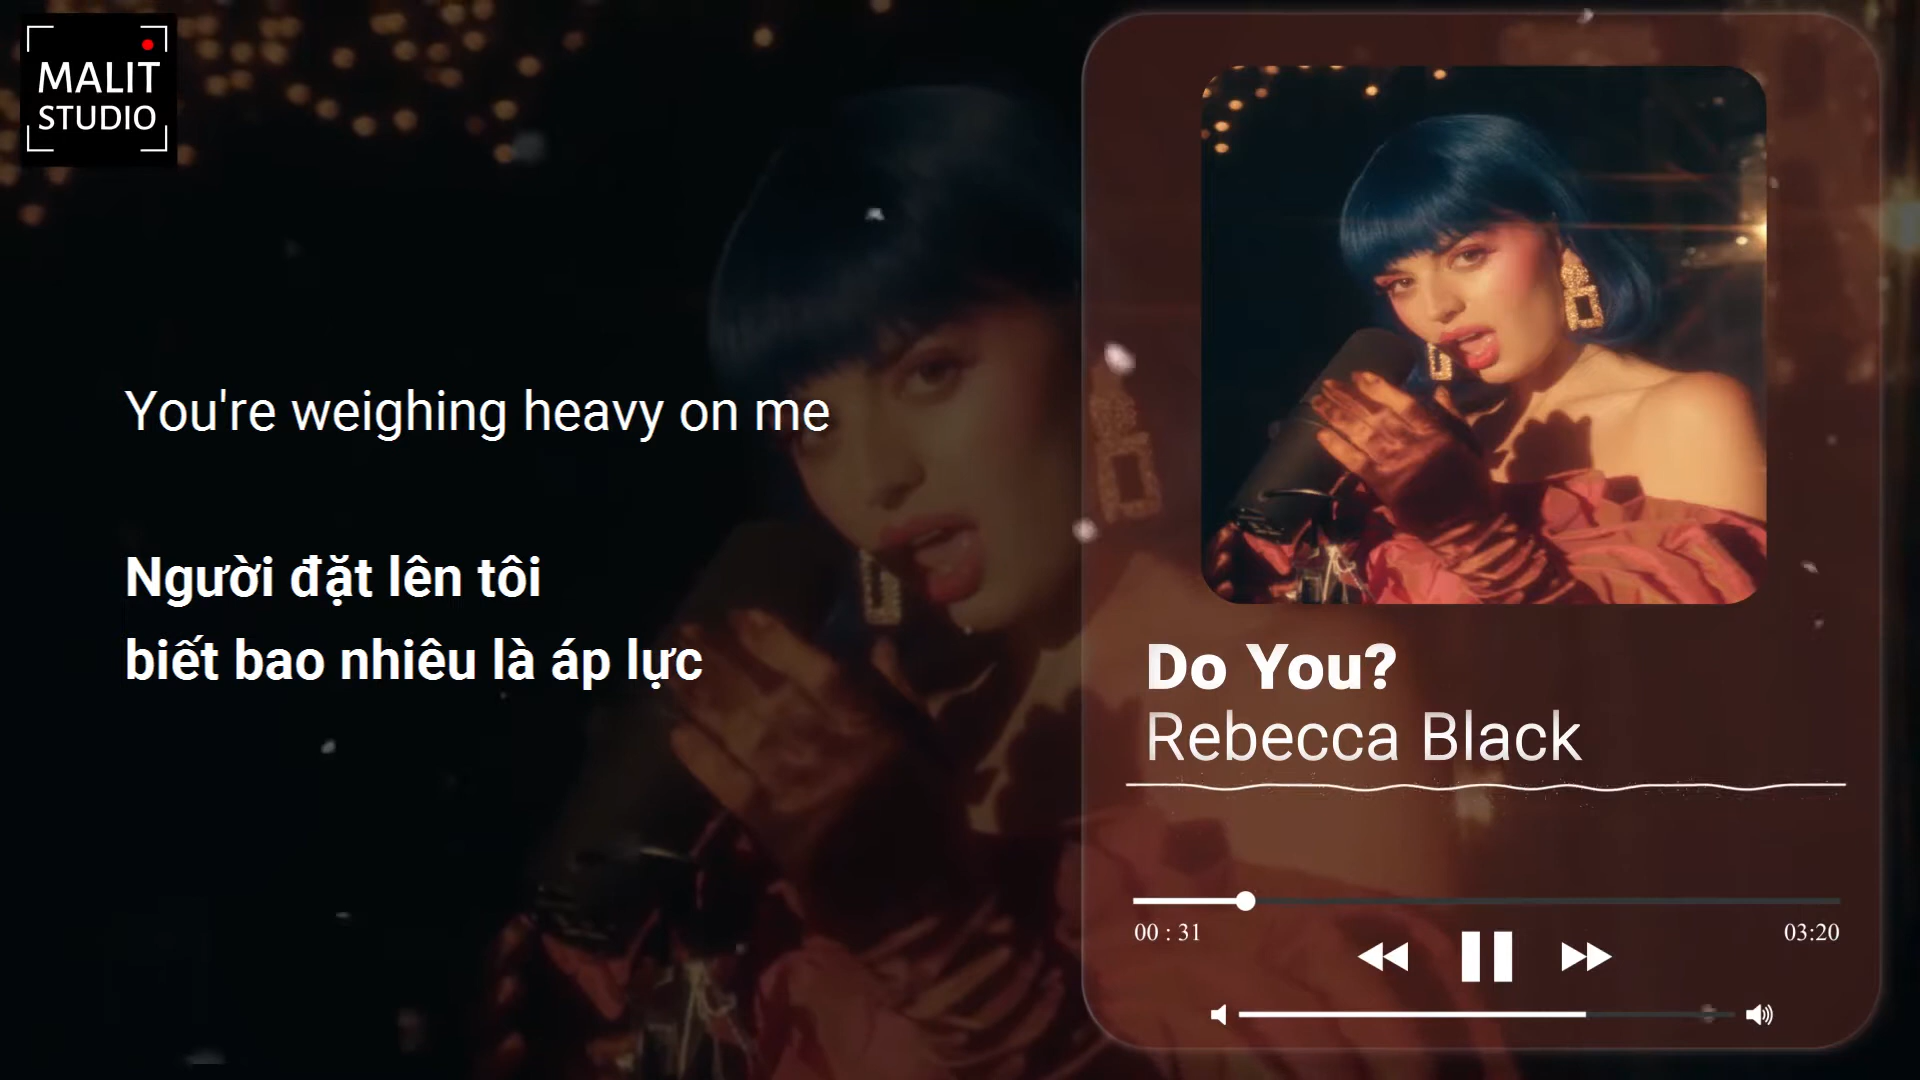 MALIT
STUDIO
You're weighing heavy on me
Người đặt lên tôi
biết bao nhiêu là áp lực
Do You?
Rebecca Black
00 : 31
03:20